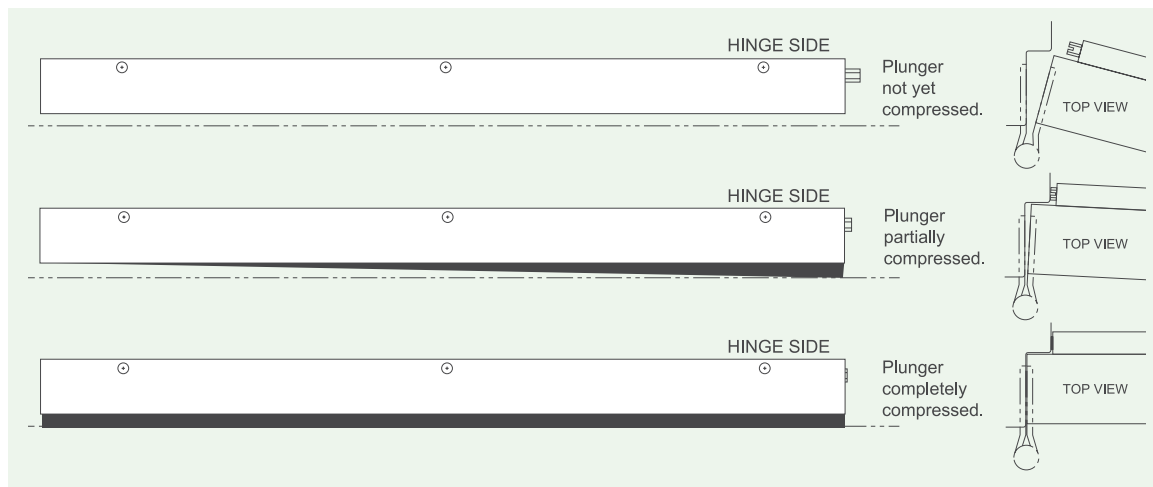 HINGE SIDE
Plunger
not yet
compressed.
TOP VIEW
HINGE SIDE
Plunger
partially
compressed.
TOP VIEW
HINGE SIDE
Plunger
completely
compressed.
TOP VIEW